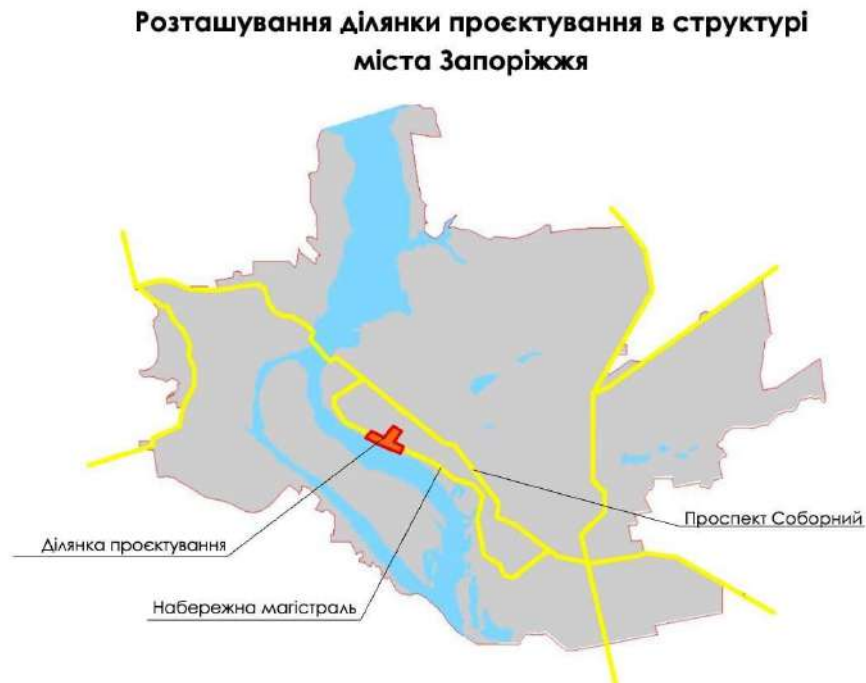 Розташування ділянки проєктування в структурі
міста Запоріжжя
Проспект Соборний
Ділянка проєктування
Набережна магістраль